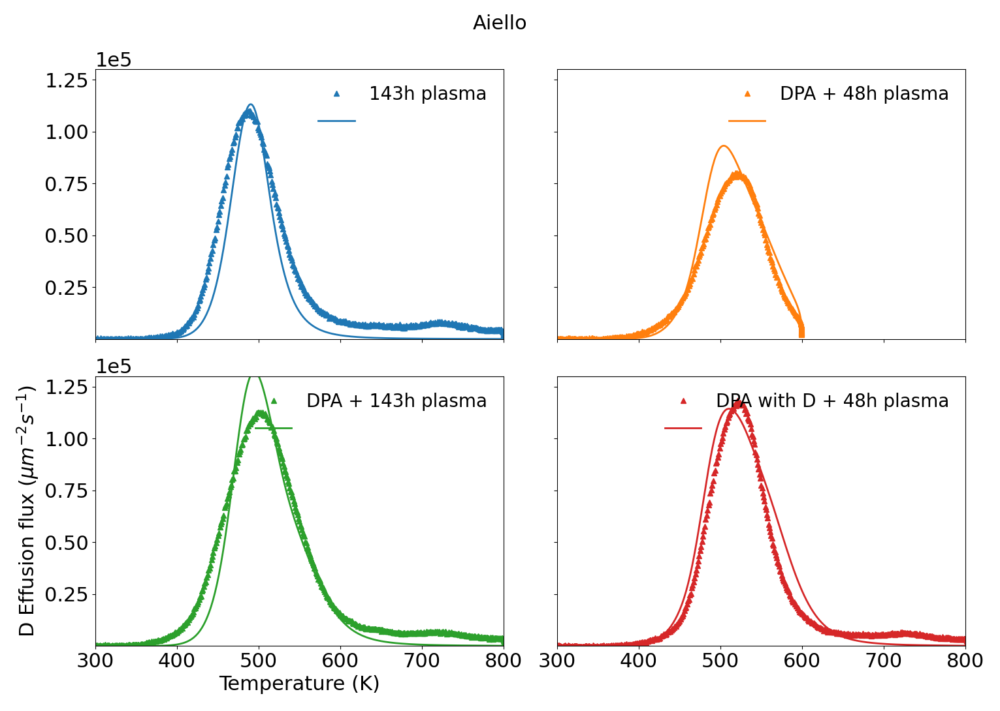 Aiello
1e5
1.25
1.00
0.75
0.50
0.25
143h plasma
DPA + 48h plasma
1e5
1.25
1.00
0.75
0.50
0.25
DPA + 143h plasma
DPA with D + 48h plasma
D Effusion flux (μm⁻²s⁻¹)
300 400 500 600 700 800
300 400 500 600 700 800
Temperature (K)